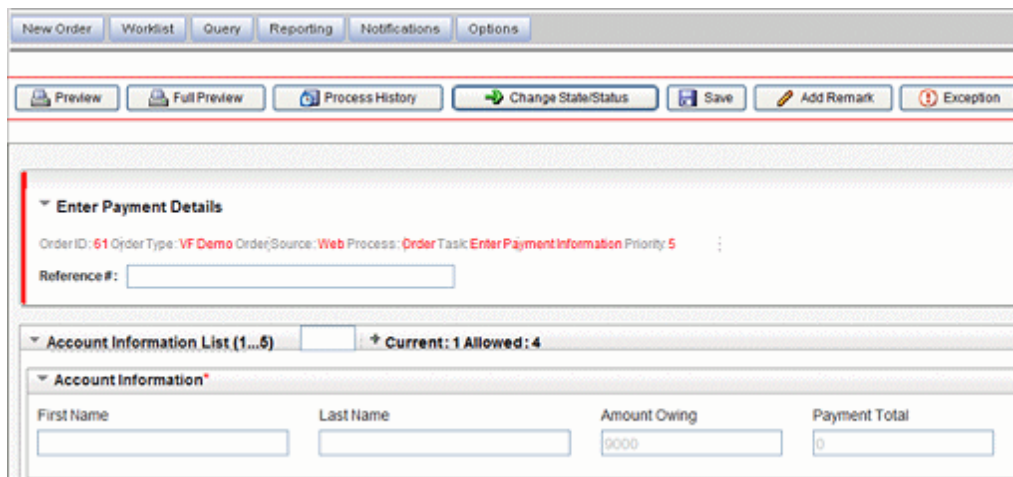 New Order Worklist Query Reporting Notifications Options
Preview Full Preview Process History Change State/Status Save Add Remark Exception
Enter Payment Details
Order ID: 61 Order Type: VF Demo Order Source: Web Process: Order Task: Enter Payment Information Priority: 5
Reference #:
Account Information List (1...5) Current: 1 Allowed: 4
Account Information*
First Name Last Name Amount Owing Payment Total
9000 0